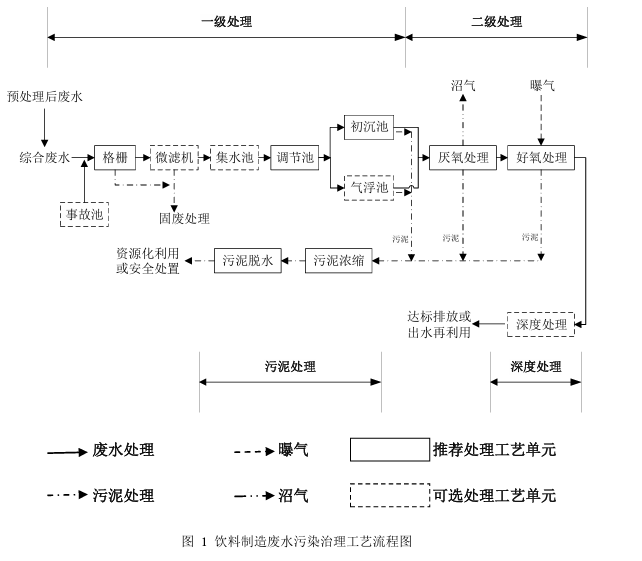 一级处理
二级处理
预处理后废水
沼气
曝气
初沉池
综合废水
格栅
微滤机
集水池
调节池
厌氧处理
好氧处理
气浮池
事故池
固废处理
污泥
污泥
污泥
资源化利用
或安全处置
污泥脱水
污泥浓缩
达标排放或
出水再利用
深度处理
污泥处理
深度处理
废水处理
曝气
推荐处理工艺单元
污泥处理
沼气
可选处理工艺单元
图 1 饮料制造废水污染治理工艺流程图